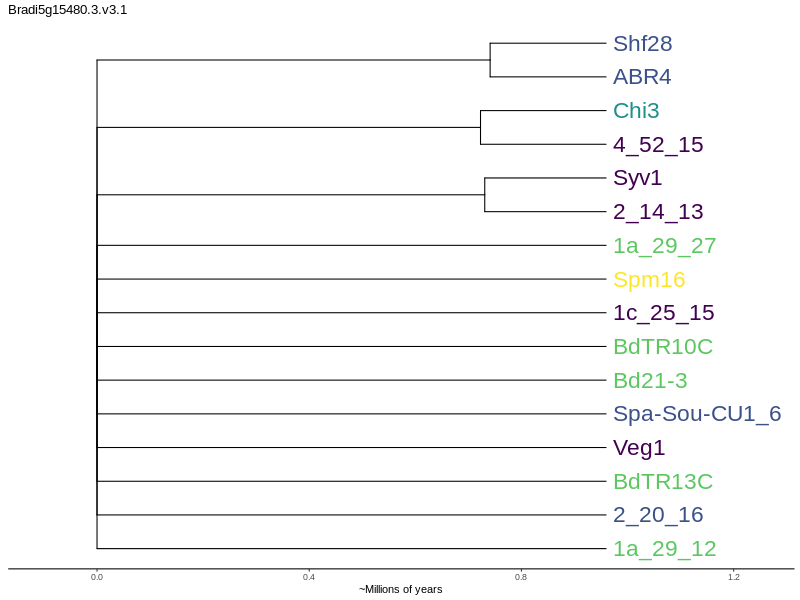 Bradi5g15480.3.v3.1
Shf28
ABR4
Chi3
4_52_15
Syv1
2_14_13
1a_29_27
Spm16
1c_25_15
BdTR10C
Bd21-3
Spa-Sou-CU1_6
Veg1
BdTR13C
2_20_16
1a_29_12
0.0 0.4 0.8 1.2
~Millions of years